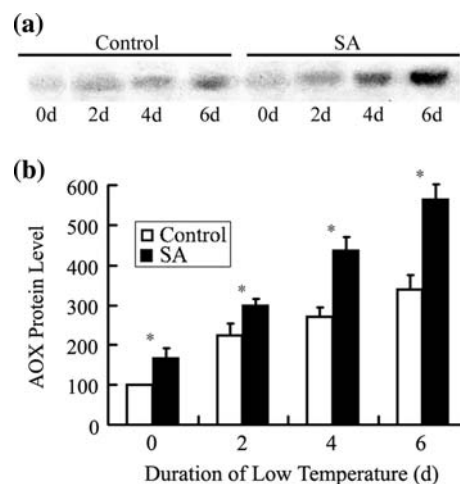 (a)
Control SA
0d 2d 4d 6d 0d 2d 4d 6d
(b)
AOX Protein Level
600
500
400
300
200
100
0
Control
SA
* * * *
0 2 4 6
Duration of Low Temperature (d)